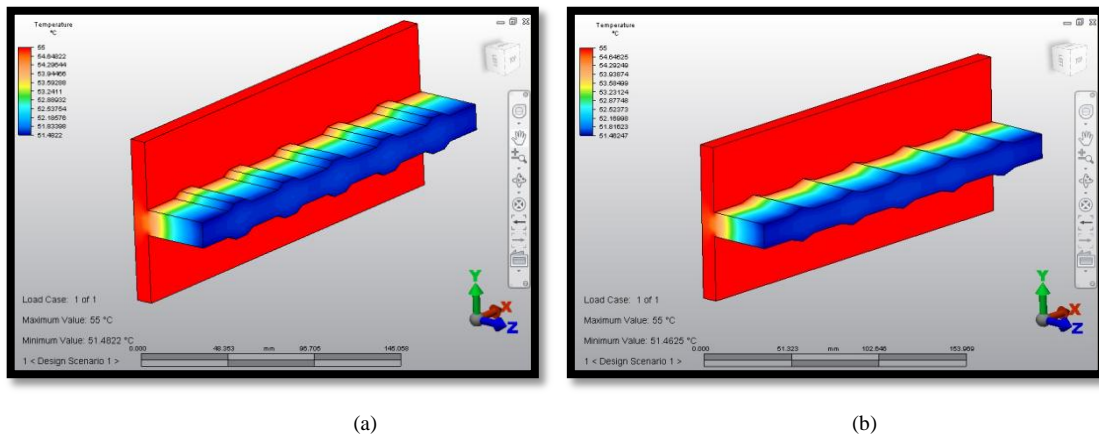 Temperature
°C
55
54.64822
54.29644
53.94466
53.59288
53.2411
52.88932
52.53754
52.18576
51.83398
51.4822
Load Case: 1 of 1
Maximum Value: 55 °C
Minimum Value: 51.4822 °C
1 < Design Scenario 1 >
0.000 48.353 mm 96.705 145.058
Y
X
Z
(a)
Temperature
°C
55
54.64625
54.29249
53.93874
53.58499
53.23124
52.87748
52.52373
52.16998
51.81623
51.46247
Load Case: 1 of 1
Maximum Value: 55 °C
Minimum Value: 51.4625 °C
1 < Design Scenario 1 >
0.000 51.323 mm 102.646 153.969
Y
X
Z
(b)